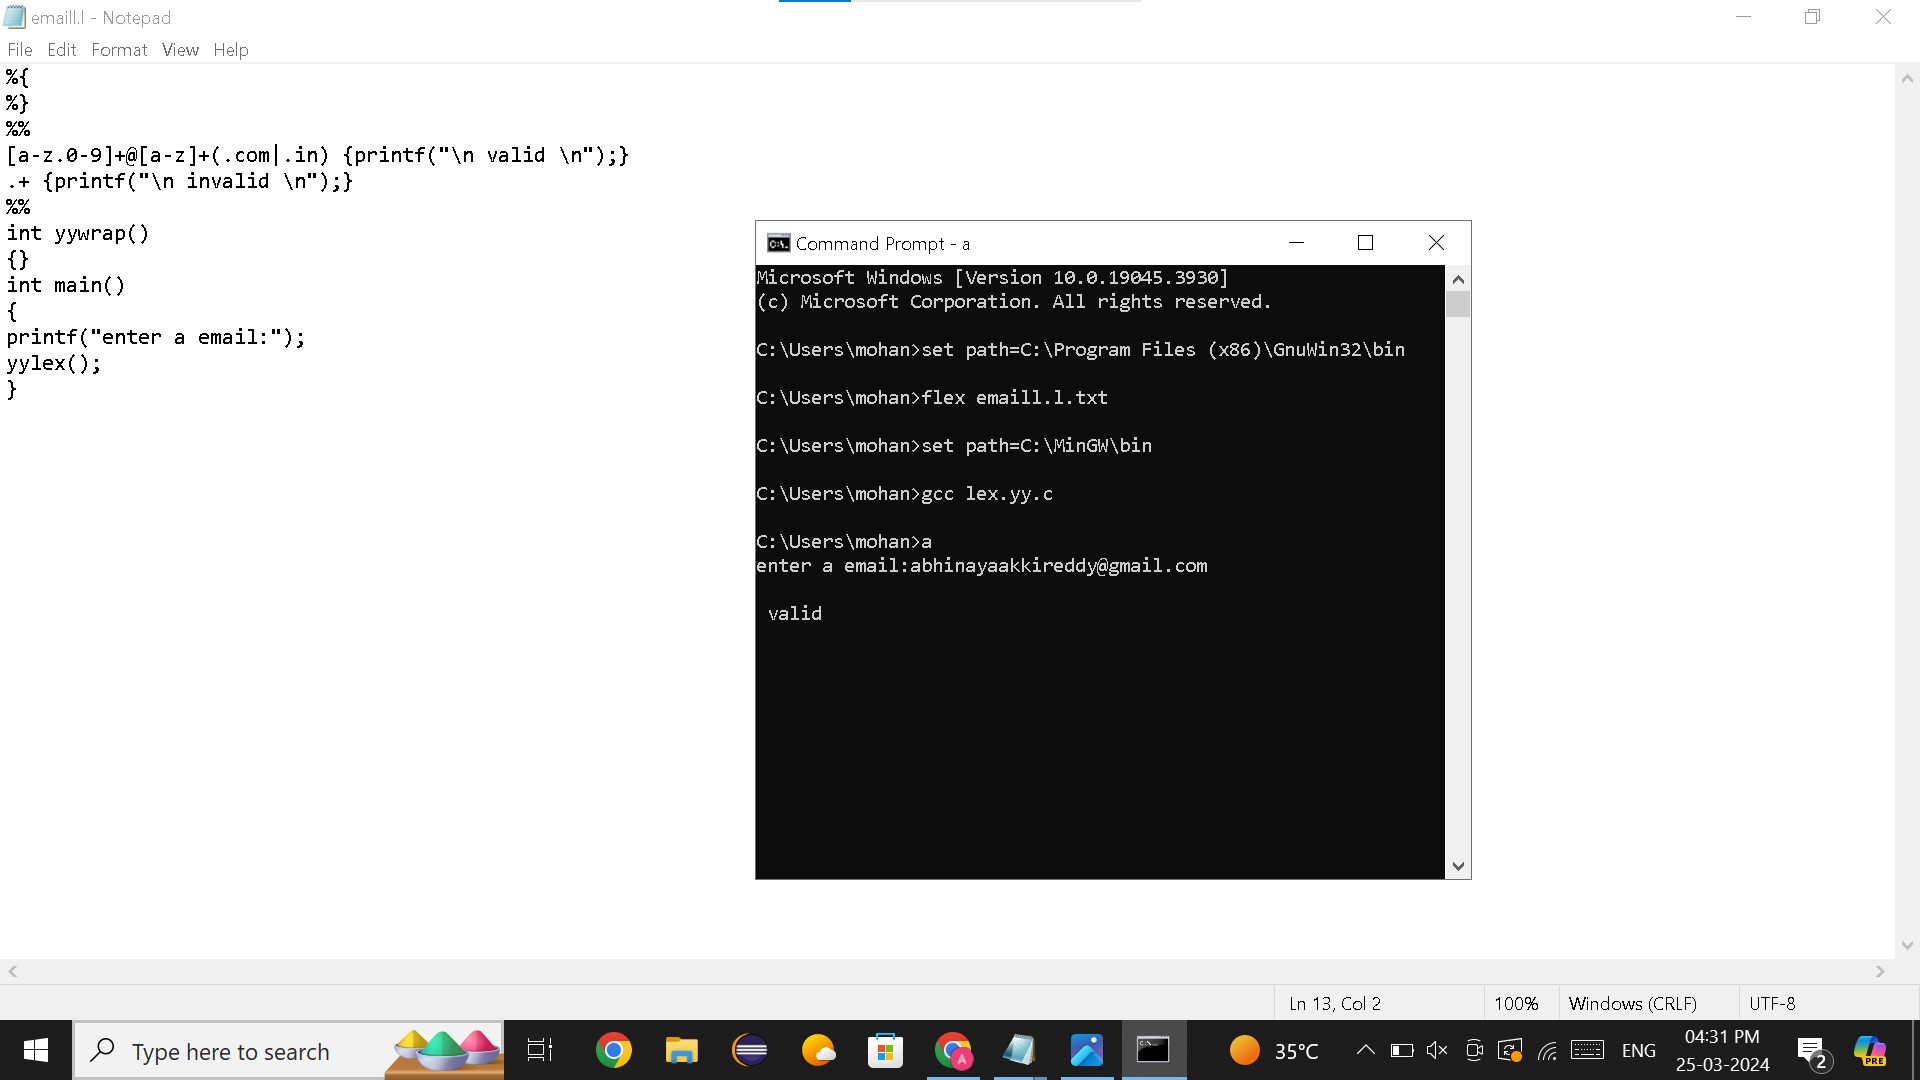 emaill.l - Notepad
File Edit Format View Help
%{
%}
%%
[a-z.0-9]+@[a-z]+(.com|.in) {printf("\n valid \n");}
.+ {printf("\n invalid \n");}
%%
int yywrap()
{}
int main()
{
printf("enter a email:");
yylex();
}
Command Prompt - a
Microsoft Windows [Version 10.0.19045.3930]
(c) Microsoft Corporation. All rights reserved.
C:\Users\mohan>set path=C:\Program Files (x86)\GnuWin32\bin
C:\Users\mohan>flex emaill.l.txt
C:\Users\mohan>set path=C:\MinGW\bin
C:\Users\mohan>gcc lex.yy.c
C:\Users\mohan>a
enter a email:abhinayaakkireddy@gmail.com
valid
Ln 13, Col 2 100% Windows (CRLF) UTF-8
Type here to search
A
35°C
ENG
04:31 PM
25-03-2024
2
PRE